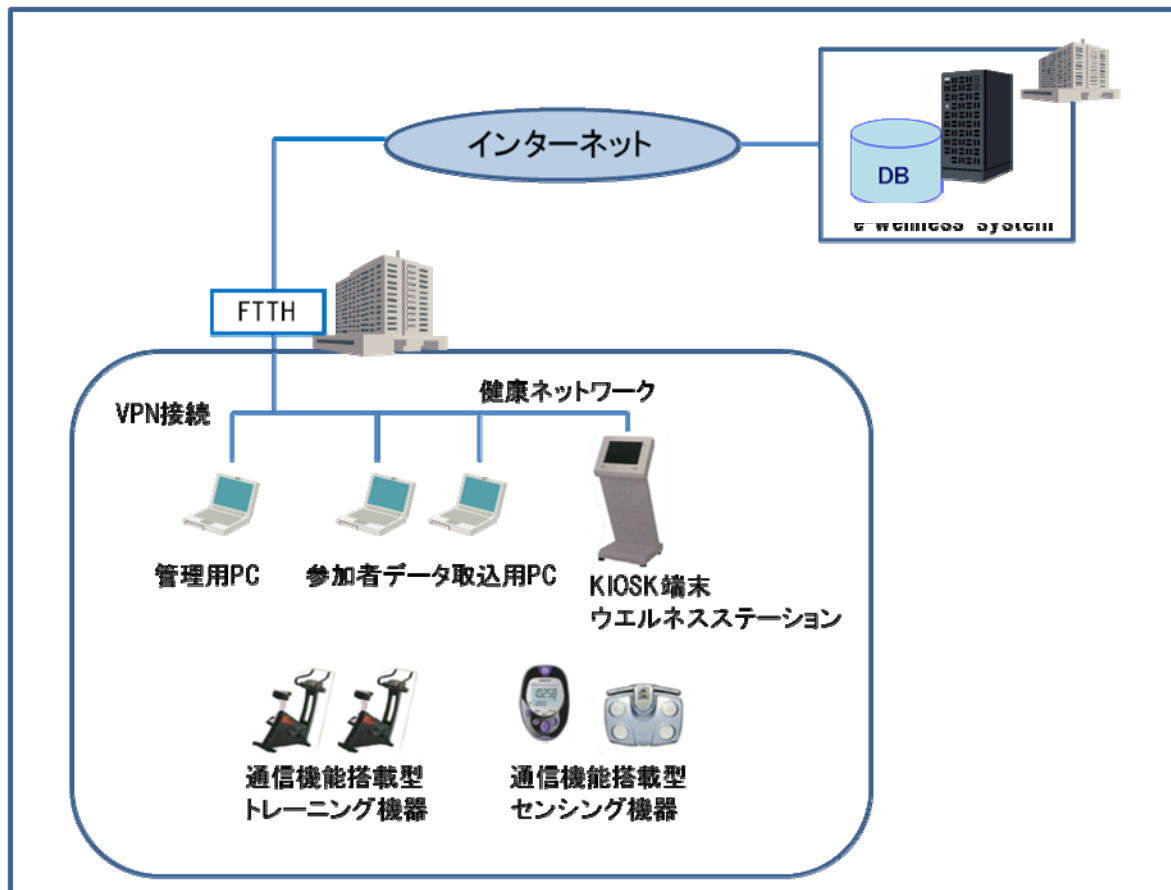 インターネット
DB
e-wellness system
FTTH
健康ネットワーク
VPN接続
管理用PC
参加者データ取込用PC
KIOSK端末
ウエルネスステーション
10258
通信機能搭載型
トレーニング機器
通信機能搭載型
センシング機器